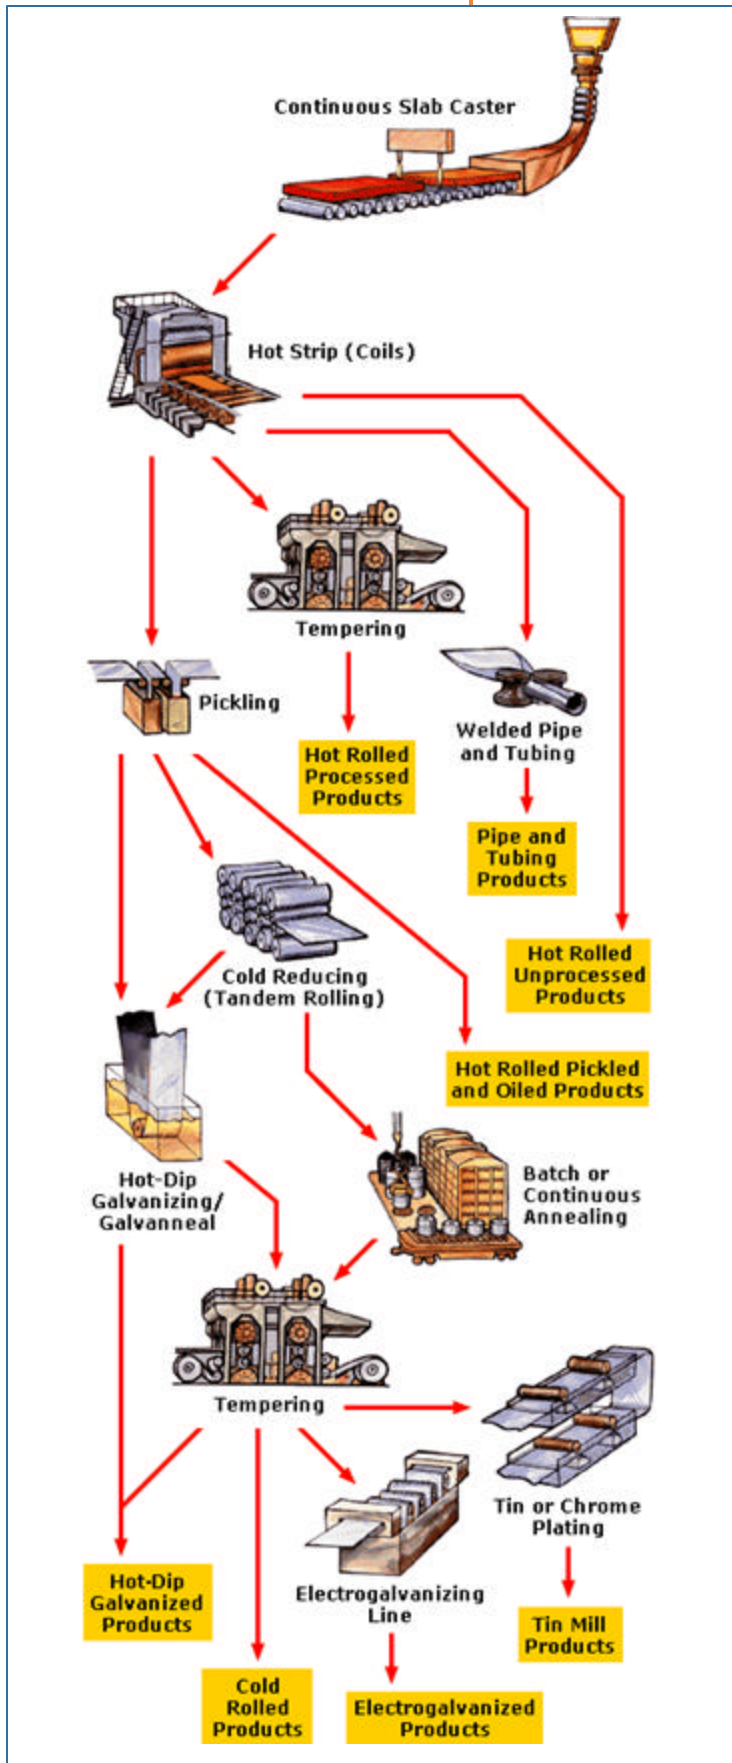 Continuous Slab Caster
Hot Strip (Coils)
Tempering
Pickling
Welded Pipe
and Tubing
Hot Rolled
Processed
Products
Pipe and
Tubing
Products
Hot Rolled
Unprocessed
Products
Cold Reducing
(Tandem Rolling)
Hot Rolled Pickled
and Oiled Products
Hot-Dip
Galvanizing/
Galvanneal
Batch or
Continuous
Annealing
Tempering
Tin or Chrome
Plating
Electrogalvanizing
Line
Hot-Dip
Galvanized
Products
Tin Mill
Products
Cold
Rolled
Products
Electrogalvanized
Products